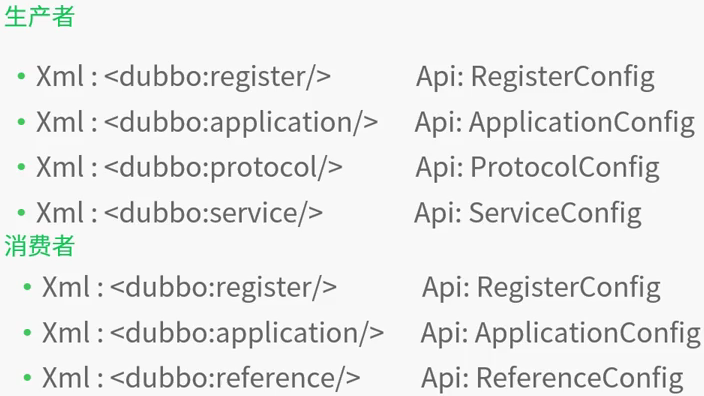 生产者
• Xml : <dubbo:register/> Api: RegisterConfig
• Xml : <dubbo:application/> Api: ApplicationConfig
• Xml : <dubbo:protocol/> Api: ProtocolConfig
• Xml : <dubbo:service/> Api: ServiceConfig
消费者
• Xml : <dubbo:register/> Api: RegisterConfig
• Xml : <dubbo:application/> Api: ApplicationConfig
• Xml : <dubbo:reference/> Api: ReferenceConfig